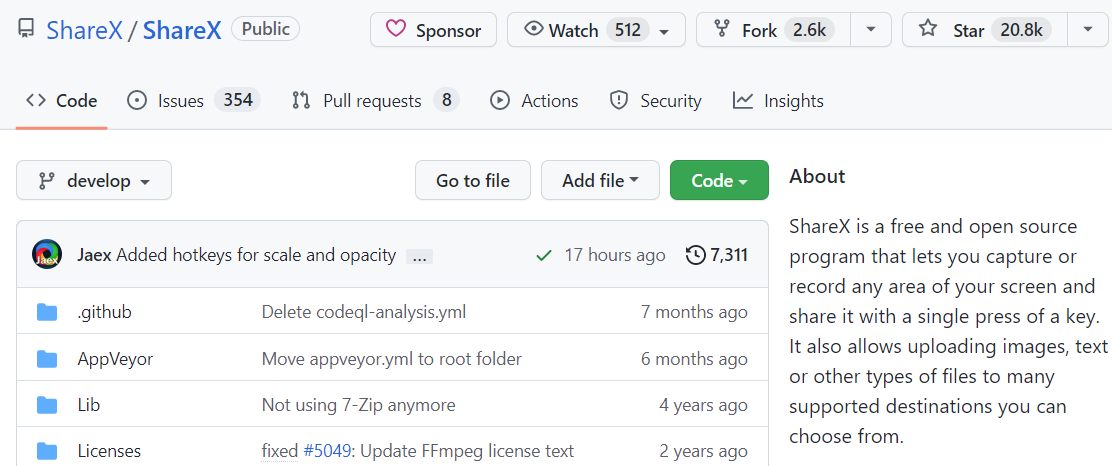 ShareX / ShareX Public Sponsor Watch 512 Fork 2.6k Star 20.8k
Code Issues 354 Pull requests 8 Actions Security Insights
develop Go to file Add file Code
Jaex Added hotkeys for scale and opacity ... 17 hours ago 7,311
.github Delete codeql-analysis.yml 7 months ago
AppVeyor Move appveyor.yml to root folder 6 months ago
Lib Not using 7-Zip anymore 4 years ago
Licenses fixed #5049: Update FFmpeg license text 2 years ago
About
ShareX is a free and open source
program that lets you capture or
record any area of your screen and
share it with a single press of a key.
It also allows uploading images, text
or other types of files to many
supported destinations you can
choose from.